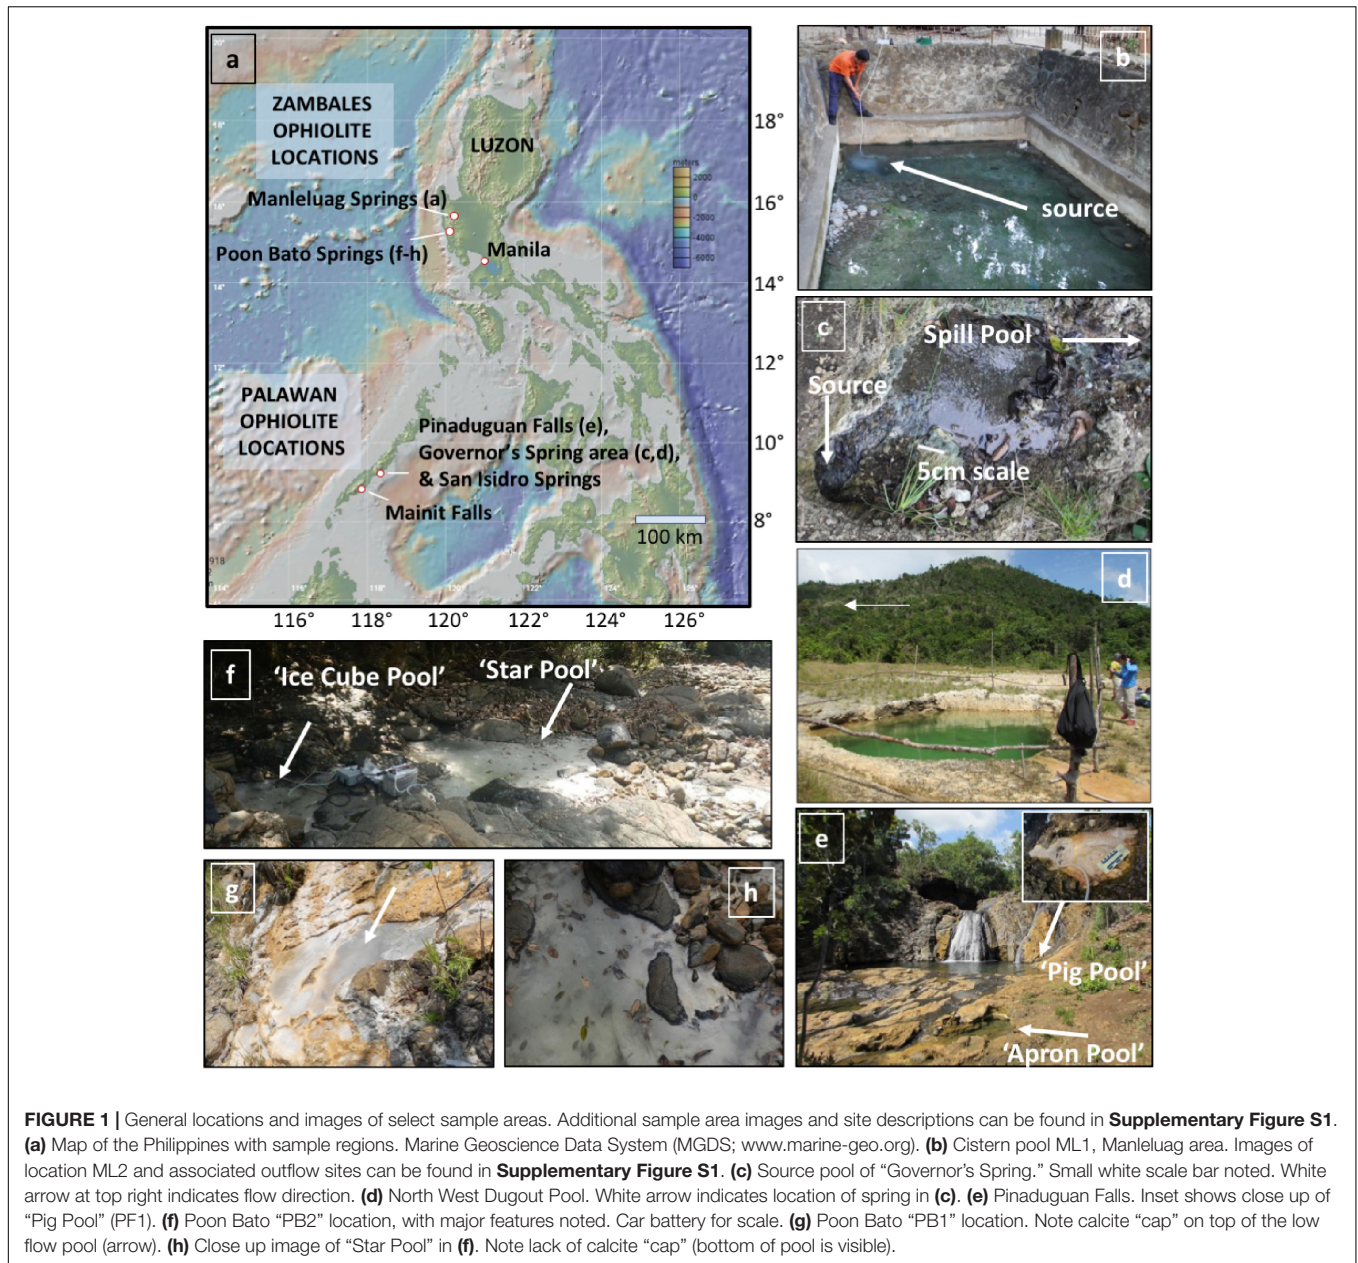 a
ZAMBALES
OPHIOLITE
LOCATIONS
LUZON
Manleluag Springs (a)
Poon Bato Springs (f-h)
Manila
meters
2000
0
-2000
-4000
-6000
PALAWAN
OPHIOLITE
LOCATIONS
Pinaduguan Falls (e),
Governor's Spring area (c,d),
& San Isidro Springs
Mainit Falls
100 km
18°
16°
14°
12°
10°
8°
116° 118° 120° 122° 124° 126°
b
source
c
Spill Pool
Source
5cm scale
d
e
'Pig Pool'
'Apron Pool'
f
'Ice Cube Pool'
'Star Pool'
g
h
FIGURE 1 | General locations and images of select sample areas. Additional sample area images and site descriptions can be found in Supplementary Figure S1.
(a) Map of the Philippines with sample regions. Marine Geoscience Data System (MGDS; www.marine-geo.org). (b) Cistern pool ML1, Manleluag area. Images of
location ML2 and associated outflow sites can be found in Supplementary Figure S1. (c) Source pool of “Governor’s Spring.” Small white scale bar noted. White
arrow at top right indicates flow direction. (d) North West Dugout Pool. White arrow indicates location of spring in (c). (e) Pinaduguan Falls. Inset shows close up of
“Pig Pool” (PF1). (f) Poon Bato “PB2” location, with major features noted. Car battery for scale. (g) Poon Bato “PB1” location. Note calcite “cap” on top of the low
flow pool (arrow). (h) Close up image of “Star Pool” in (f). Note lack of calcite “cap” (bottom of pool is visible).